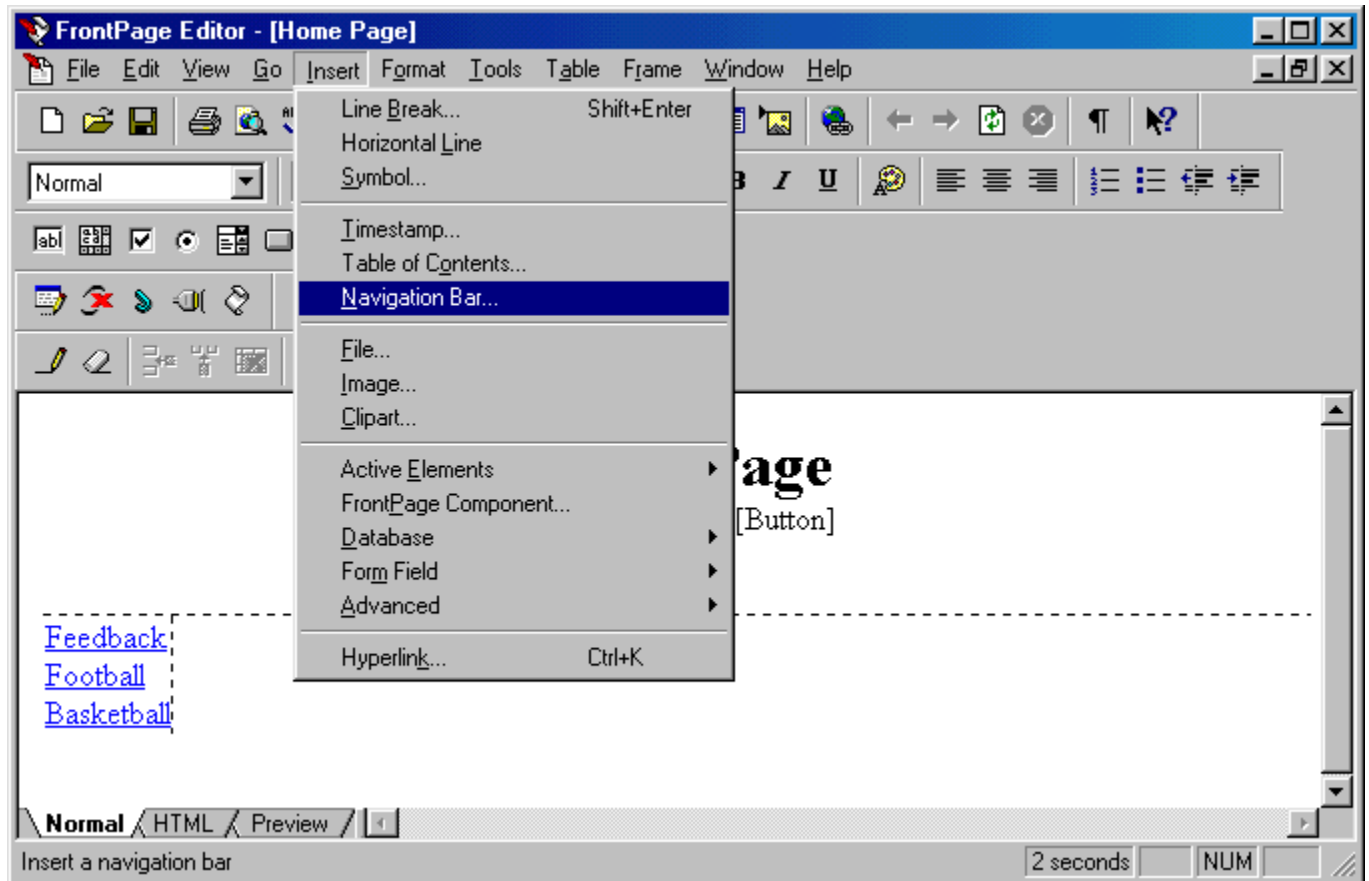 FrontPage Editor - [Home Page]
File Edit View Go Insert Format Tools Table Frame Window Help
Line Break... Shift+Enter
Horizontal Line
Normal
Symbol...
B I U
Timestamp...
abl
Table of Contents...
Navigation Bar...
File...
Image...
Clipart...
Active Elements
FrontPage Component...
[Button]
Database
Form Field
Advanced
Feedback
Hyperlink... Ctrl+K
Football
Basketball
Normal HTML Preview
Insert a navigation bar 2 seconds NUM